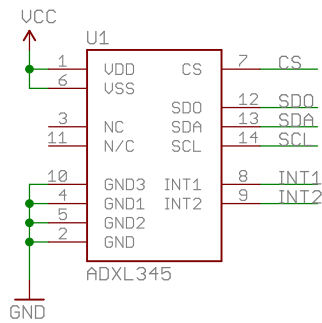 VCC
U1
1 VDD CS 7 CS
6 VSS
SDO 12 SDO
3 NC SDA 13 SDA
11 N/C SCL 14 SCL
10 GND3 INT1 8 INT1
4 GND1 INT2 9 INT2
5 GND2
2 GND
ADXL345
GND